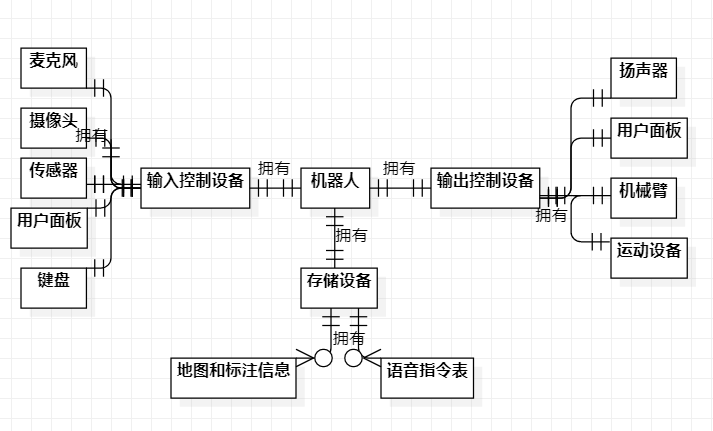 麦克风
扬声器
摄像头
拥有
用户面板
传感器
输入控制设备
拥有
机器人
拥有
输出控制设备
机械臂
用户面板
拥有
拥有
键盘
存储设备
运动设备
拥有
地图和标注信息
语音指令表